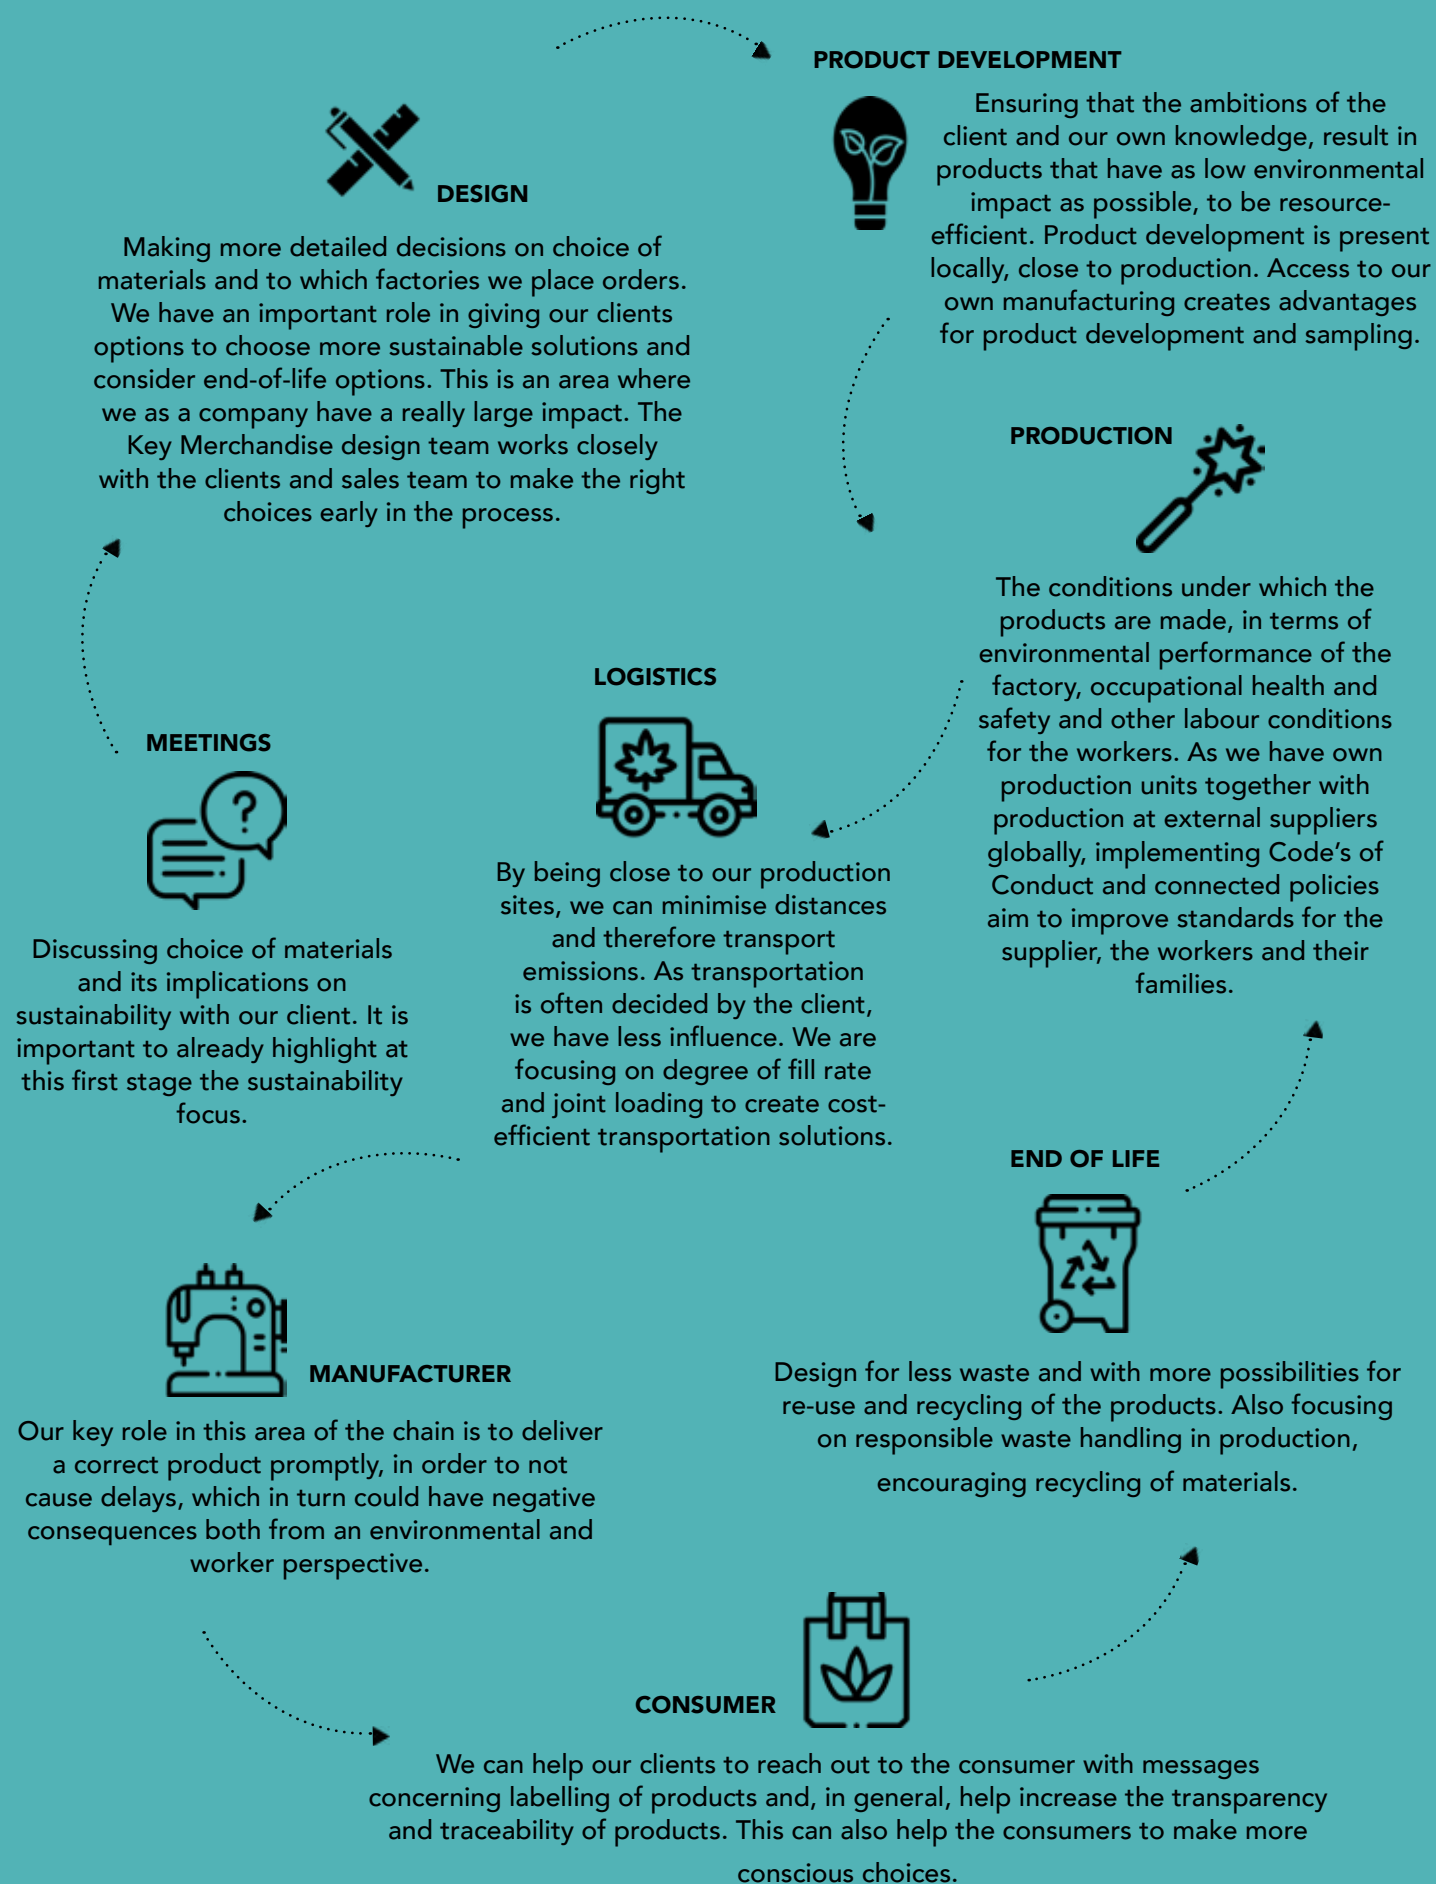 PRODUCT DEVELOPMENT
Ensuring that the ambitions of the
client and our own knowledge, result in
products that have as low environmental
impact as possible, to be resource-
efficient. Product development is present
locally, close to production. Access to our
own manufacturing creates advantages
for product development and sampling.
DESIGN
Making more detailed decisions on choice of
materials and to which factories we place orders.
We have an important role in giving our clients
options to choose more sustainable solutions and
consider end-of-life options. This is an area where
we as a company have a really large impact. The
Key Merchandise design team works closely
with the clients and sales team to make the right
choices early in the process.
PRODUCTION
The conditions under which the
products are made, in terms of
environmental performance of the
factory, occupational health and
safety and other labour conditions
for the workers. As we have own
production units together with
production at external suppliers
globally, implementing Code's of
Conduct and connected policies
aim to improve standards for the
supplier, the workers and their
families.
LOGISTICS
By being close to our production
sites, we can minimise distances
and therefore transport
emissions. As transportation
is often decided by the client,
we have less influence. We are
focusing on degree of fill rate
and joint loading to create cost-
efficient transportation solutions.
MEETINGS
?
Discussing choice of materials
and its implications on
sustainability with our client. It is
important to already highlight at
this first stage the sustainability
focus.
END OF LIFE
Design for less waste and with more possibilities for
re-use and recycling of the products. Also focusing
on responsible waste handling in production,
encouraging recycling of materials.
MANUFACTURER
Our key role in this area of the chain is to deliver
a correct product promptly, in order to not
cause delays, which in turn could have negative
consequences both from an environmental and
worker perspective.
CONSUMER
We can help our clients to reach out to the consumer with messages
concerning labelling of products and, in general, help increase the transparency
and traceability of products. This can also help the consumers to make more
conscious choices.